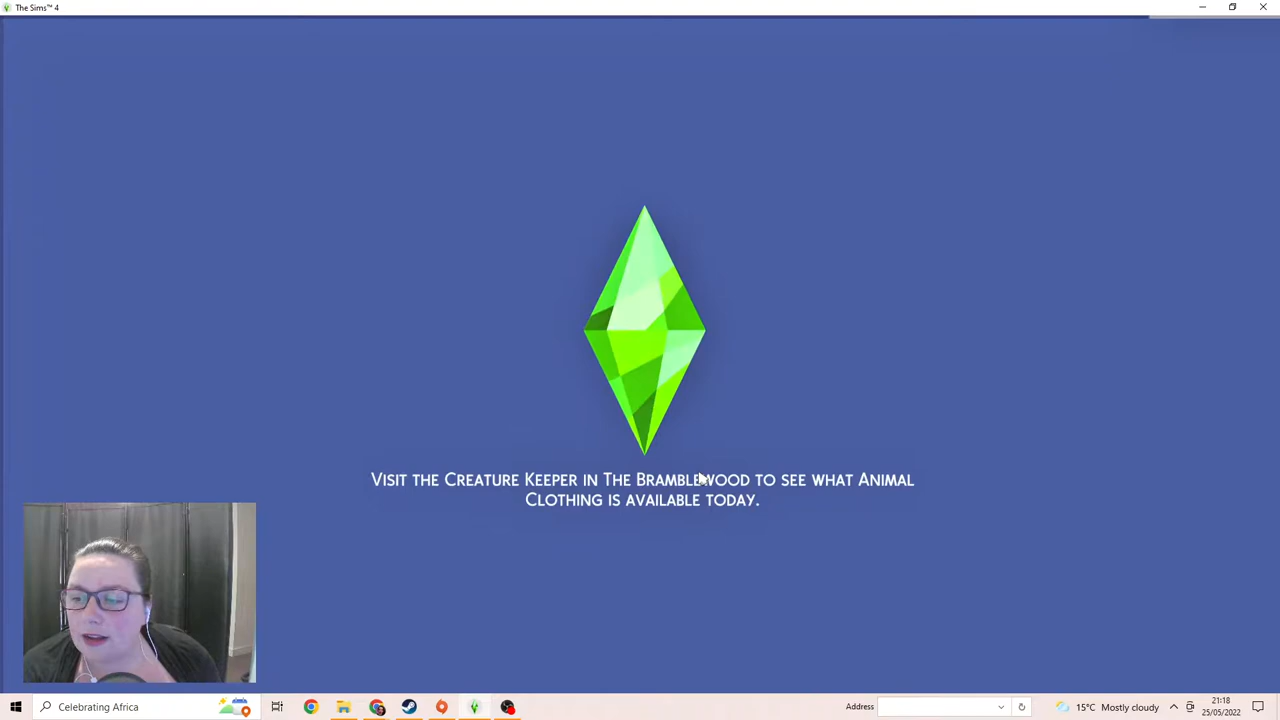 The Sims™ 4
Visit the Creature Keeper in The Bramblewood to see what Animal
Clothing is available today.
Celebrating Africa
Address
15°C Mostly cloudy
21:18
25/05/2022